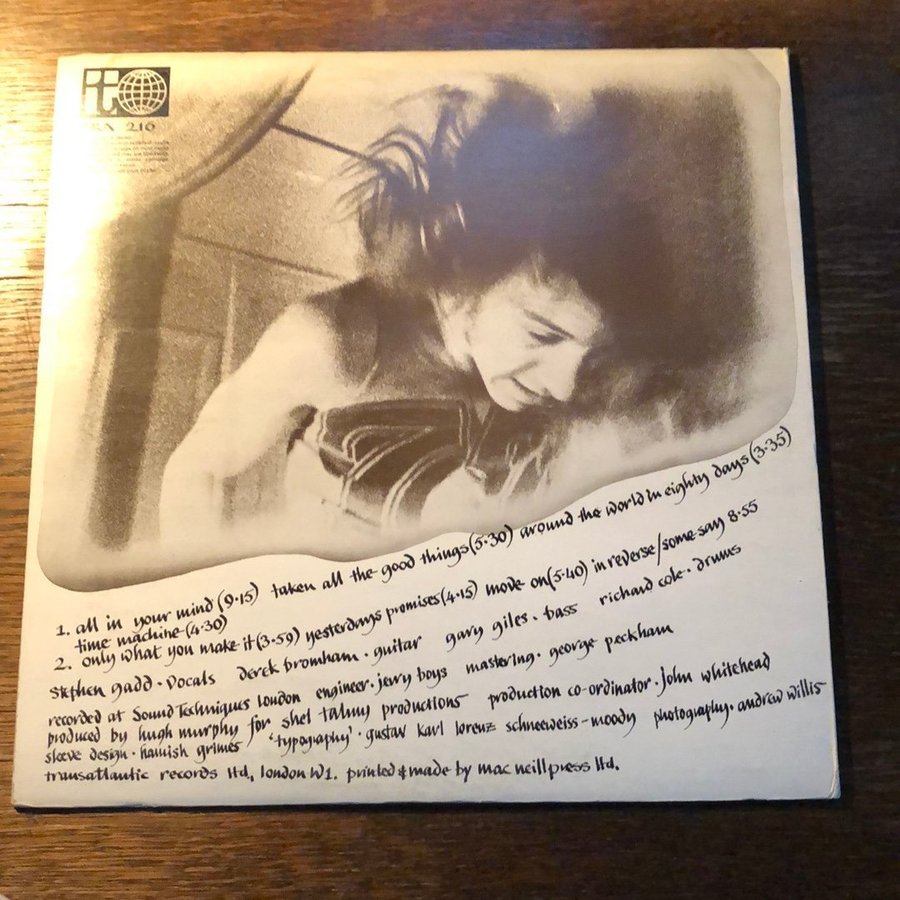 210
1. all in your mind (9·15) taken all the good things (5·30) around the world in eighty days (3·35)
time machine (4·30)
2. only what you make it (3·59) yesterdays promises (4·15) move on (5·40) in reverse/some say 8·55
stephen gadd · vocals derek bromham · guitar gary giles · bass richard cole · drums
recorded at Sound Techniques London engineer · jerry boys mastering · george peckham
produced by hugh murphy for shel talmy productions production co-ordinator · john whitehead
sleeve design · hamish grimes 'typography' · gustav karl lorenz schneeweiss-moody photography · andrew willis
transatlantic records ltd, london W1. printed & made by mac neill press ltd.